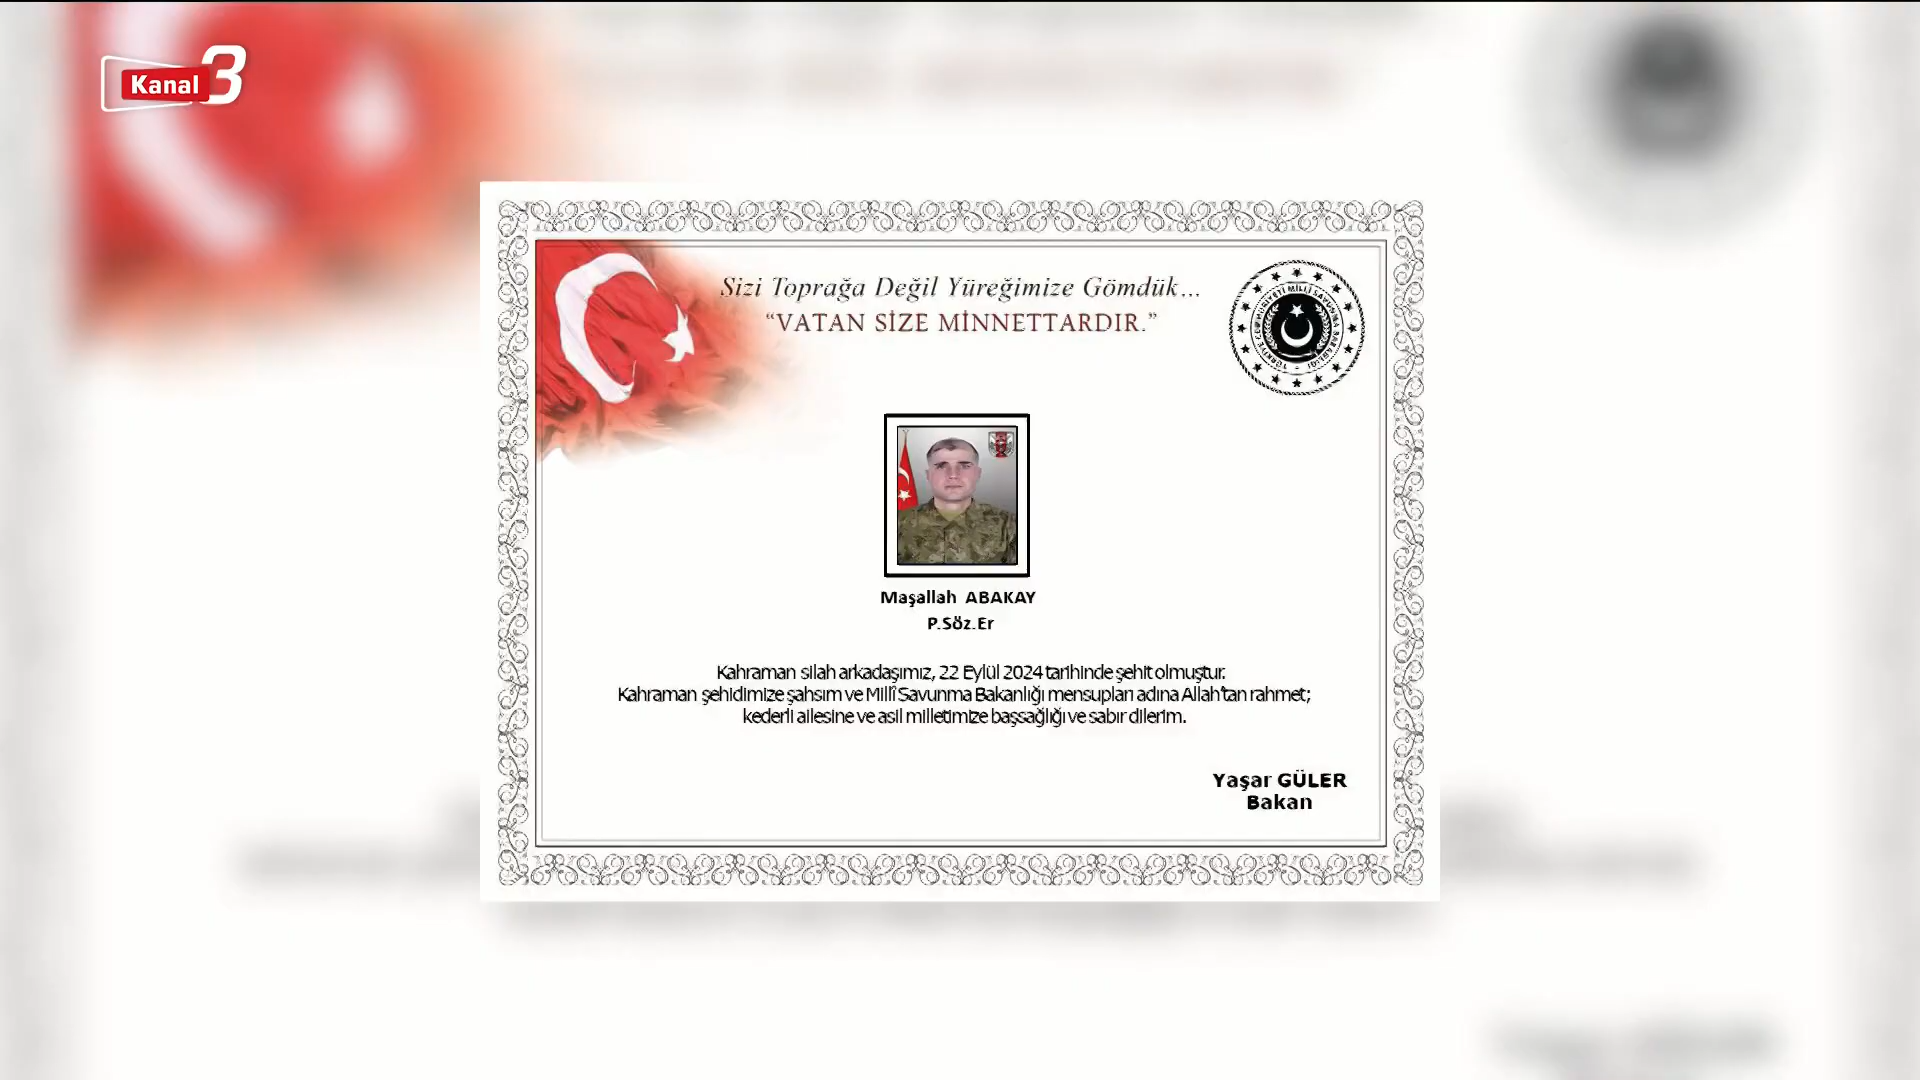 Kanal 3
Sizi Toprağa Değil Yüreğimize Gömdük...
“VATAN SİZE MİNNETTARDIR.”
Maşallah ABAKAY
P.Söz.Er
Kahraman silah arkadaşımız, 22 Eylül 2024 tarihinde şehit olmuştur.
Kahraman şehidimize şahsım ve Millî Savunma Bakanlığı mensupları adına Allah'tan rahmet;
kederli ailesine ve asil milletimize başsağlığı ve sabır dilerim.
Yaşar GÜLER
Bakan